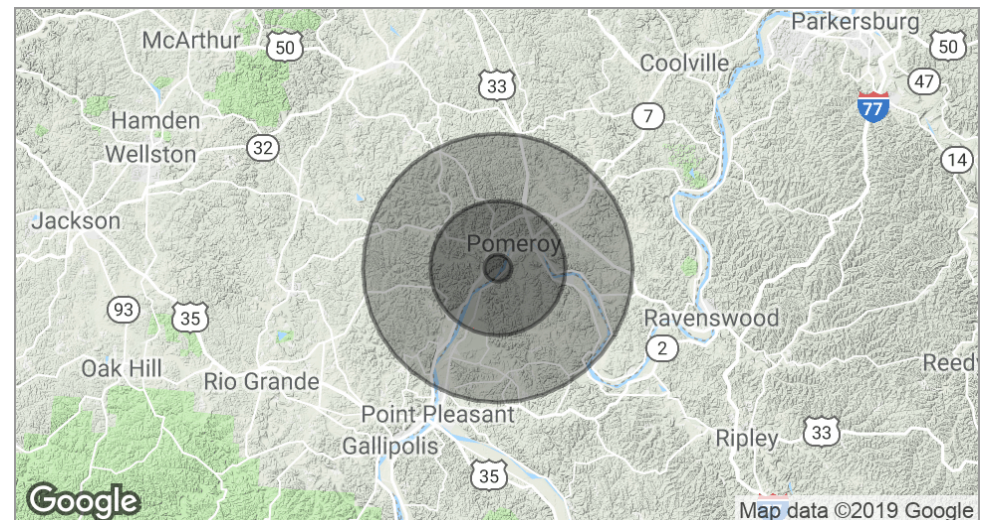 Parkersburg
McArthur
50
50
Coolville
33
47
77
7
Hamden
32
Wellston
14
Jackson
Pomeroy
93
35
Ravenswood
2
Oak Hill
Reedy
Rio Grande
Point Pleasant
Gallipolis
Ripley
33
35
Google
Map data ©2019 Google